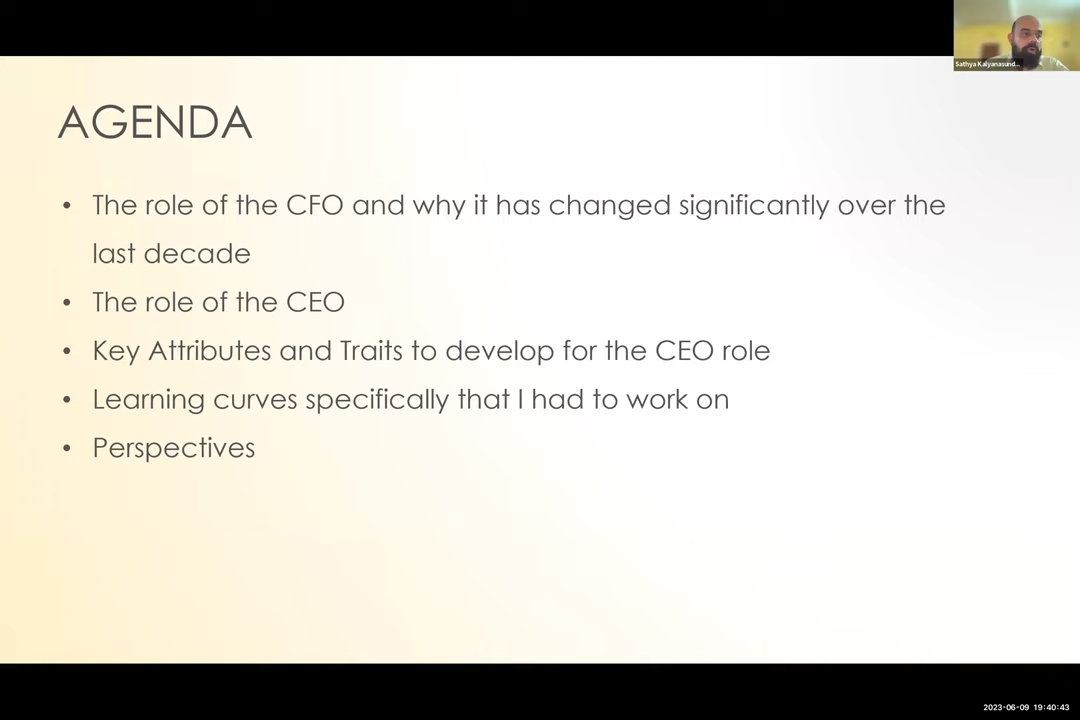 Sathya Kalyanasund...
AGENDA
• The role of the CFO and why it has changed significantly over the
last decade
• The role of the CEO
• Key Attributes and Traits to develop for the CEO role
• Learning curves specifically that I had to work on
• Perspectives
2023-06-09 19:40:43